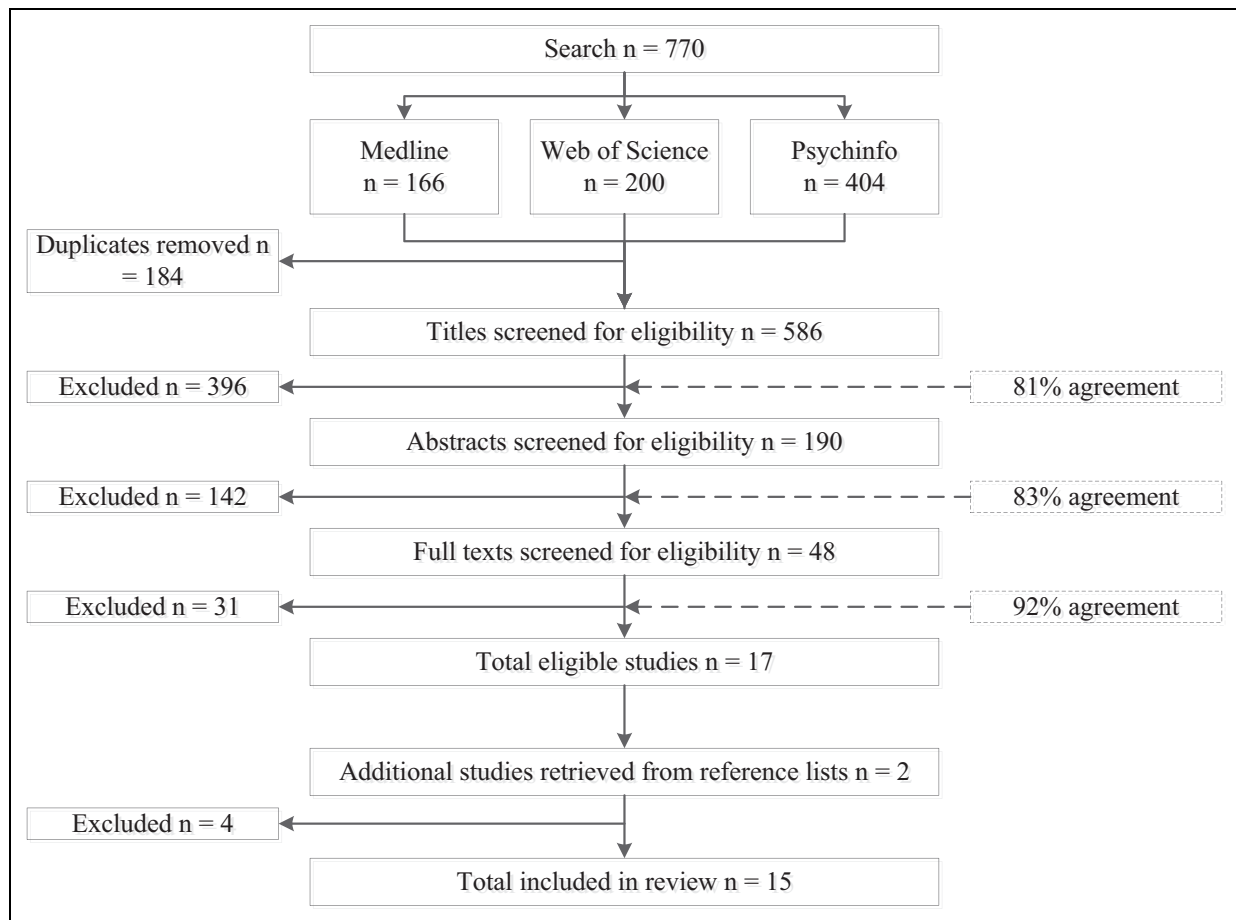 Search n = 770
Medline
n = 166
Web of Science
n = 200
Psychinfo
n = 404
Duplicates removed n
= 184
Titles screened for eligibility n = 586
Excluded n = 396
81% agreement
Abstracts screened for eligibility n = 190
Excluded n = 142
83% agreement
Full texts screened for eligibility n = 48
Excluded n = 31
92% agreement
Total eligible studies n = 17
Additional studies retrieved from reference lists n = 2
Excluded n = 4
Total included in review n = 15